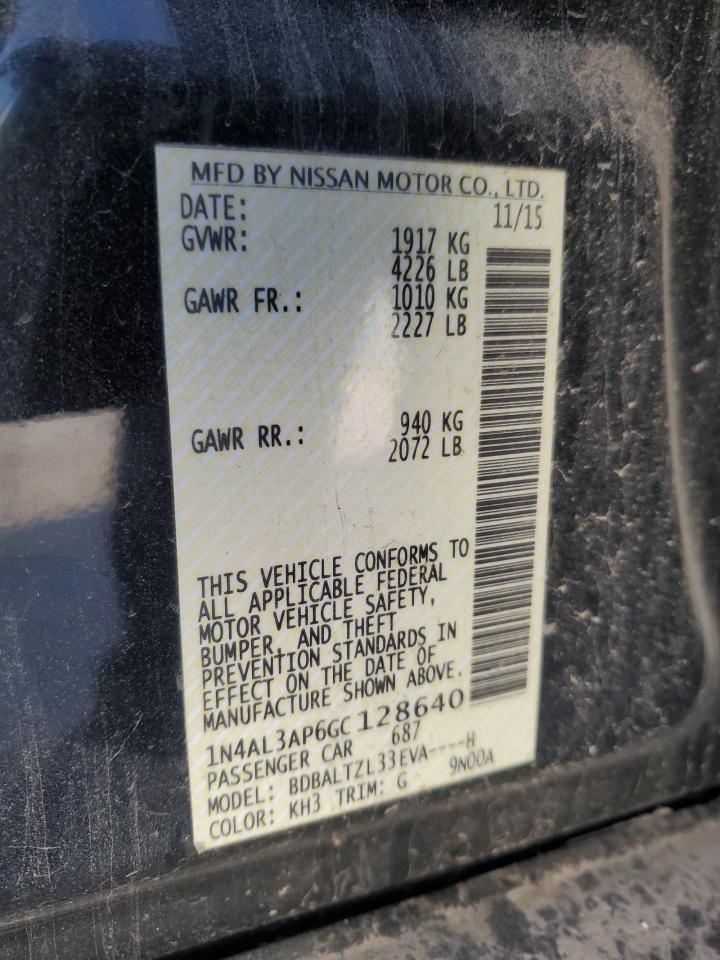 MFD BY NISSAN MOTOR CO., LTD.
DATE: 11/15
GVWR: 1917 KG
4226 LB
GAWR FR.: 1010 KG
2227 LB
GAWR RR.: 940 KG
2072 LB
THIS VEHICLE CONFORMS TO
ALL APPLICABLE FEDERAL
MOTOR VEHICLE SAFETY,
BUMPER, AND THEFT
PREVENTION STANDARDS IN
EFFECT ON THE DATE OF
MANUFACTURE SHOWN ABOVE.
1N4AL3AP6GC128640
PASSENGER CAR 687
MODEL: BDBALTZL33EVA----H
COLOR: KH3 TRIM: G 9N00A